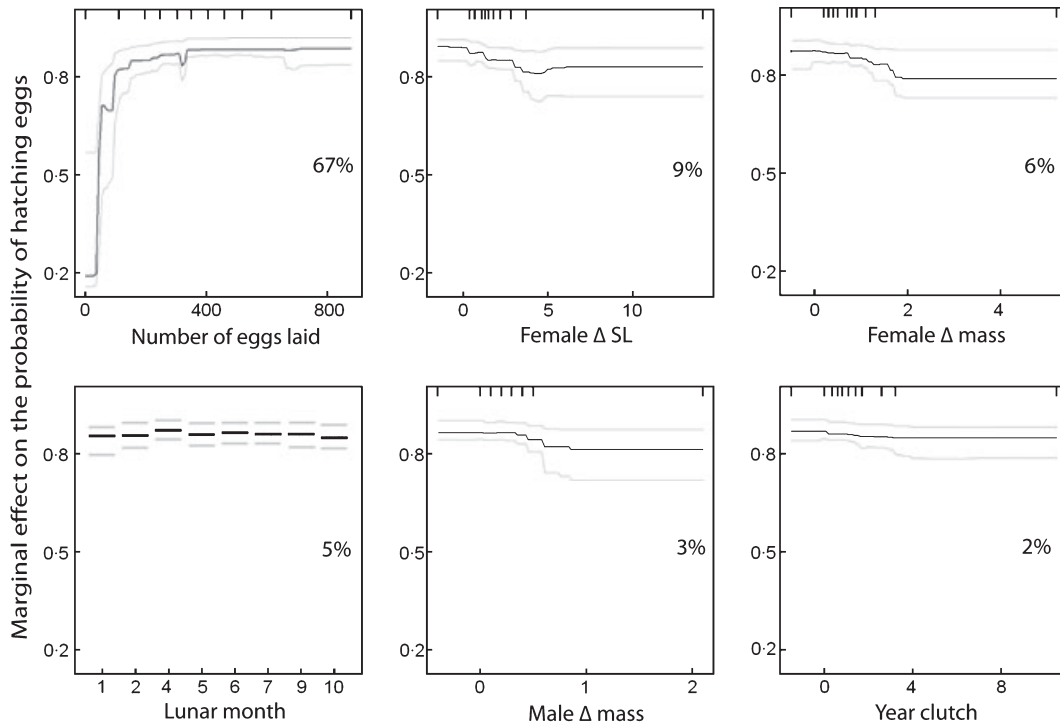 Marginal effect on the probability of hatching eggs
0·8
0·5
0·2
67%
0 400 800
Number of eggs laid
0·8
0·5
0·2
9%
0 5 10
Female Δ SL
0·8
0·5
0·2
6%
0 2 4
Female Δ mass
0·8
0·5
0·2
5%
1 2 4 5 6 7 9 10
Lunar month
0·8
0·5
0·2
3%
0 1 2
Male Δ mass
0·8
0·5
0·2
2%
0 4 8
Year clutch